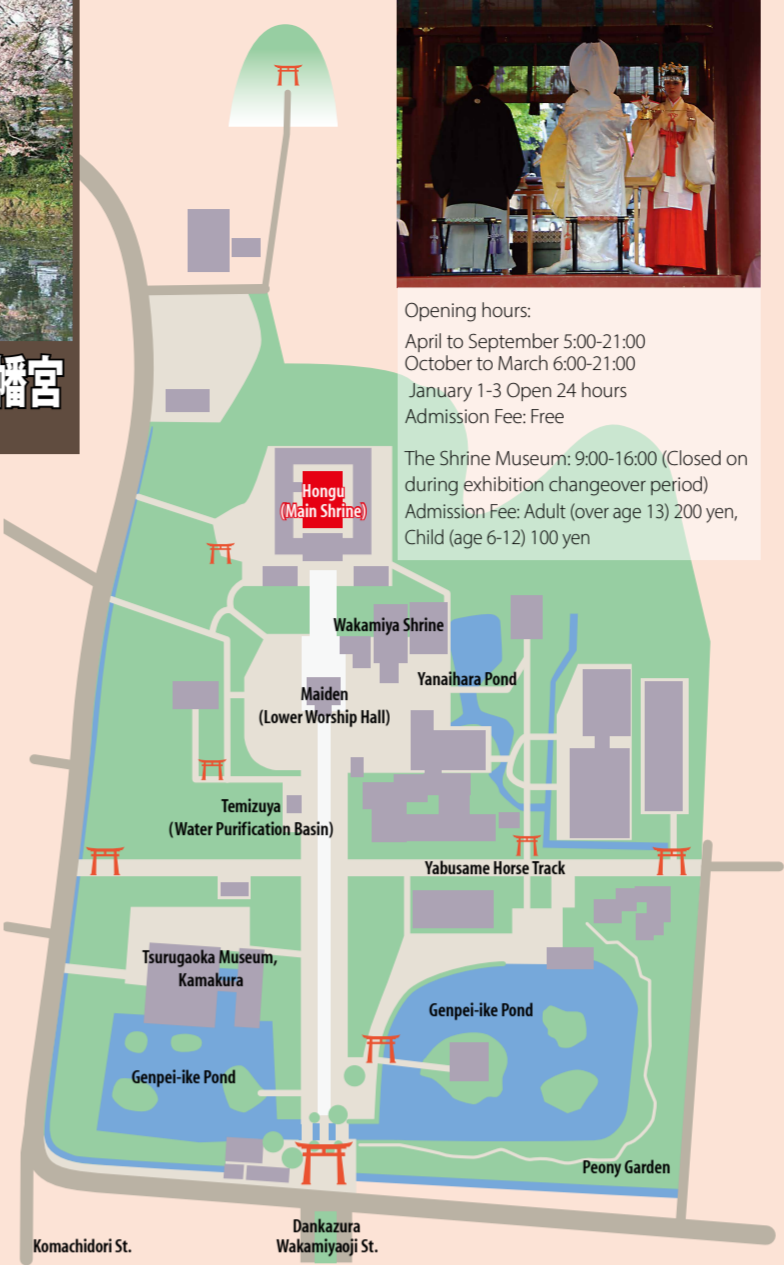 幡宮
Opening hours:
April to September 5:00-21:00
October to March 6:00-21:00
January 1-3 Open 24 hours
Admission Fee: Free
The Shrine Museum: 9:00-16:00 (Closed on
during exhibition changeover period)
Admission Fee: Adult (over age 13) 200 yen,
Child (age 6-12) 100 yen
Hongu
(Main Shrine)
Wakamiya Shrine
Yanaihara Pond
Maiden
(Lower Worship Hall)
Temizuya
(Water Purification Basin)
Yabusame Horse Track
Tsurugaoka Museum,
Kamakura
Genpei-ike Pond
Genpei-ike Pond
Peony Garden
Komachidori St.
Dankazura
Wakamiyaoji St.